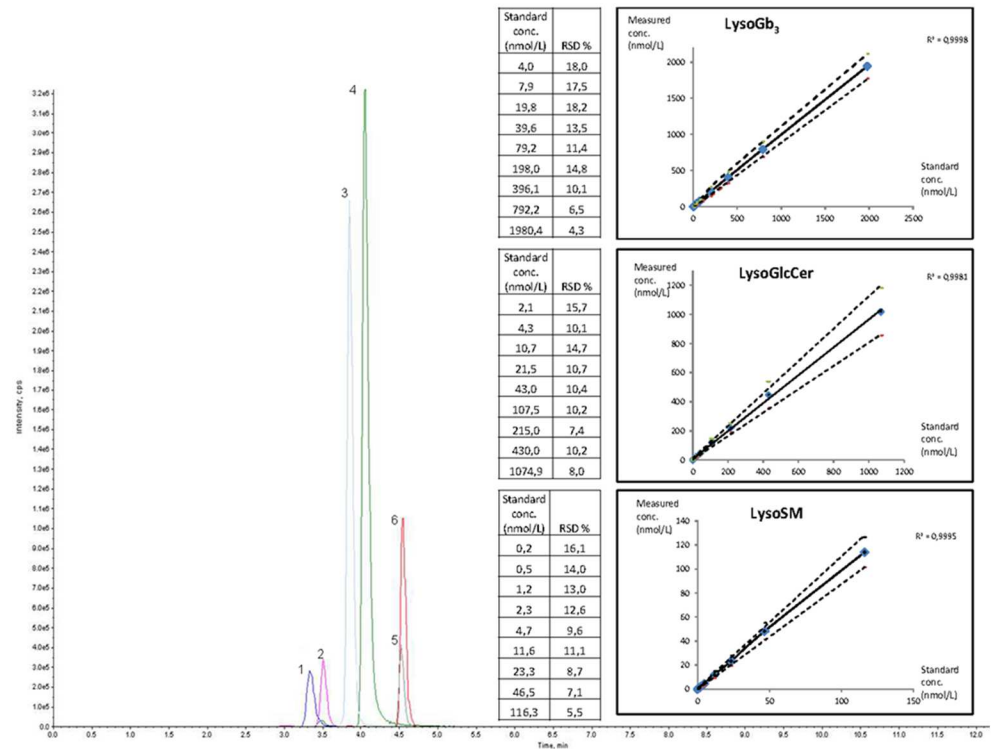 Intensity, cps
3.2e6
3.1e6
3.0e6
2.9e6
2.8e6
2.7e6
2.6e6
2.5e6
2.4e6
2.3e6
2.2e6
2.1e6
2.0e6
1.9e6
1.8e6
1.7e6
1.6e6
1.5e6
1.4e6
1.3e6
1.2e6
1.1e6
1.0e6
9.0e5
8.0e5
7.0e5
6.0e5
5.0e5
4.0e5
3.0e5
2.0e5
1.0e5
0.0
1
2
3
4
5
6
0.0 0.5 1.0 1.5 2.0 2.5 3.0 3.5 4.0 4.5 5.0 5.5 6.0 6.5 7.0 7.5 8.0 8.5 9.0 9.5 10.0 10.5 11.0 11.5 12.0
Time, min
Standard
conc.
(nmol/L) RSD %
4,0 18,0
7,9 17,5
19,8 18,2
39,6 13,5
79,2 11,4
198,0 14,8
396,1 10,1
792,2 6,5
1980,4 4,3
Measured
conc.
(nmol/L)
LysoGb3
R² = 0,9998
2000
1500
1000
500
0
0 500 1000 1500 2000 2500
Standard
conc.
(nmol/L)
Standard
conc.
(nmol/L) RSD %
2,1 15,7
4,3 10,1
10,7 14,7
21,5 10,7
43,0 10,4
107,5 10,2
215,0 7,4
430,0 10,2
1074,9 8,0
Measured
conc.
(nmol/L)
LysoGlcCer
R² = 0,9981
1200
1000
800
600
400
200
0
0 200 400 600 800 1000 1200
Standard
conc.
(nmol/L)
Standard
conc.
(nmol/L) RSD %
0,2 16,1
0,5 14,0
1,2 13,0
2,3 12,6
4,7 9,6
11,6 11,1
23,3 8,7
46,5 7,1
116,3 5,5
Measured
conc.
(nmol/L)
LysoSM
R² = 0,9995
140
120
100
80
60
40
20
0
0 50 100 150
Standard
conc.
(nmol/L)